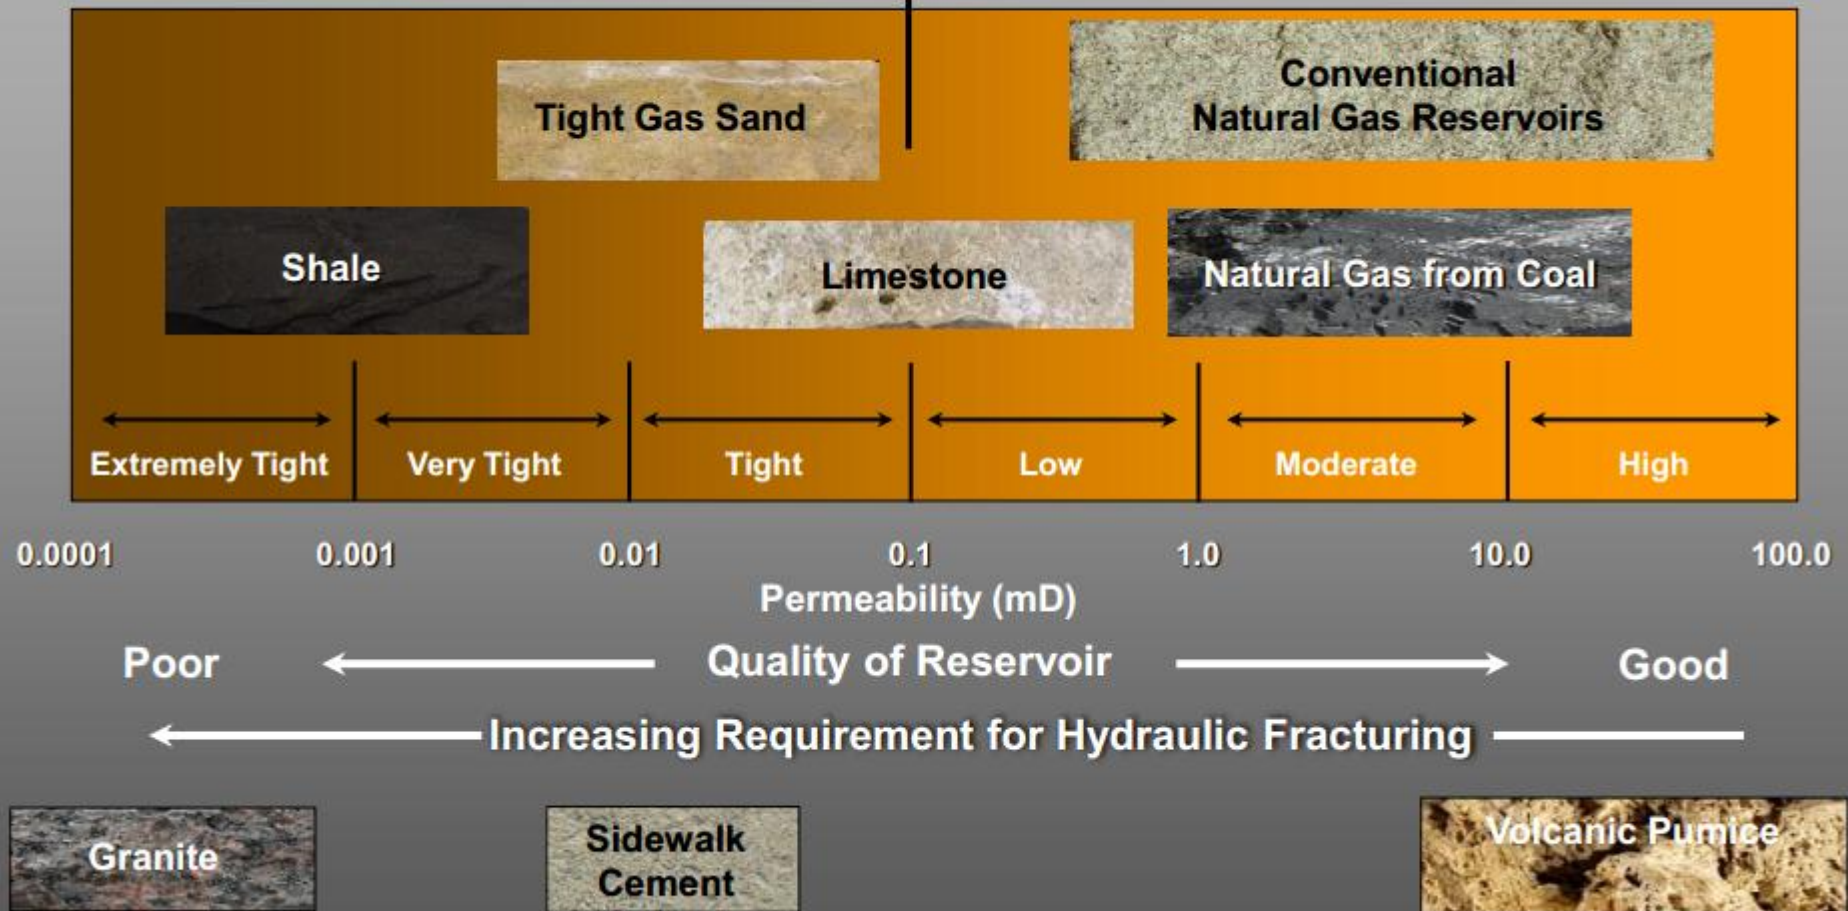 Conventional
Natural Gas Reservoirs
Tight Gas Sand
Shale
Limestone
Natural Gas from Coal
Extremely Tight
Very Tight
Tight
Low
Moderate
High
0.0001
0.001
0.01
0.1
1.0
10.0
100.0
Permeability (mD)
Poor
Quality of Reservoir
Good
Increasing Requirement for Hydraulic Fracturing
Granite
Sidewalk
Cement
Volcanic Pumice